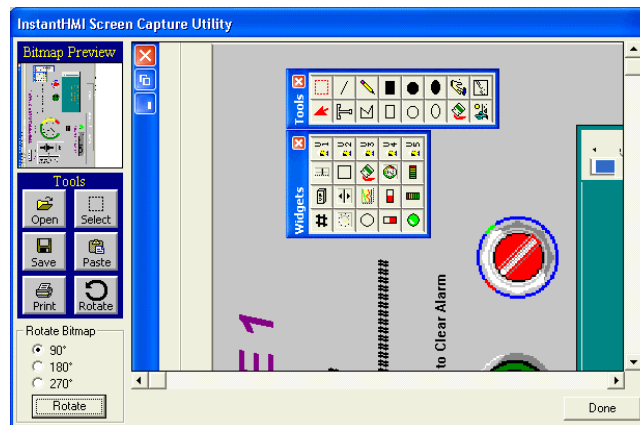 InstantHMI Screen Capture Utility
Bitmap Preview
Tools
Open
Select
Save
Paste
Print
Rotate
Rotate Bitmap
90°
180°
270°
Rotate
Tools
Widgets
E1
##################
to Clear Alarm
Done